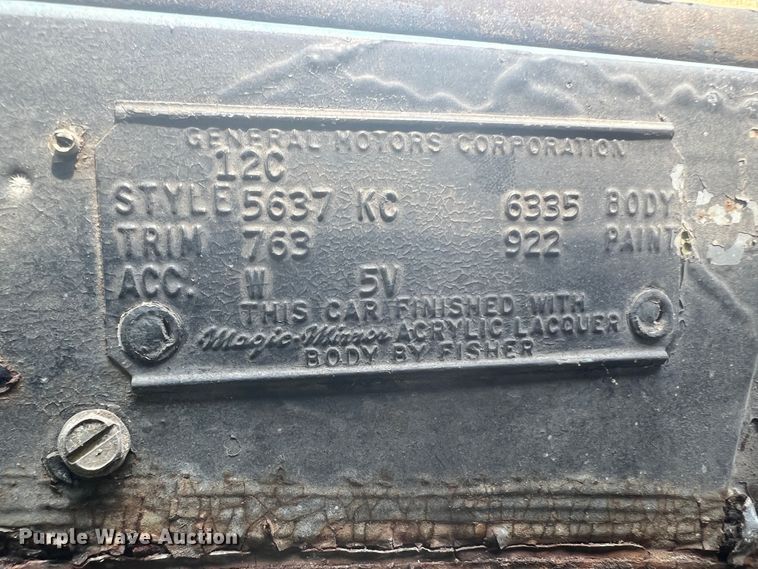 GENERAL MOTORS CORPORATION
12C
STYLE 5637 KC 6335 BODY
TRIM 763 922 PAINT
ACC. W 5V
THIS CAR FINISHED WITH
Magic-Mirror ACRYLIC LACQUER
BODY BY FISHER
Purple Wave Auction